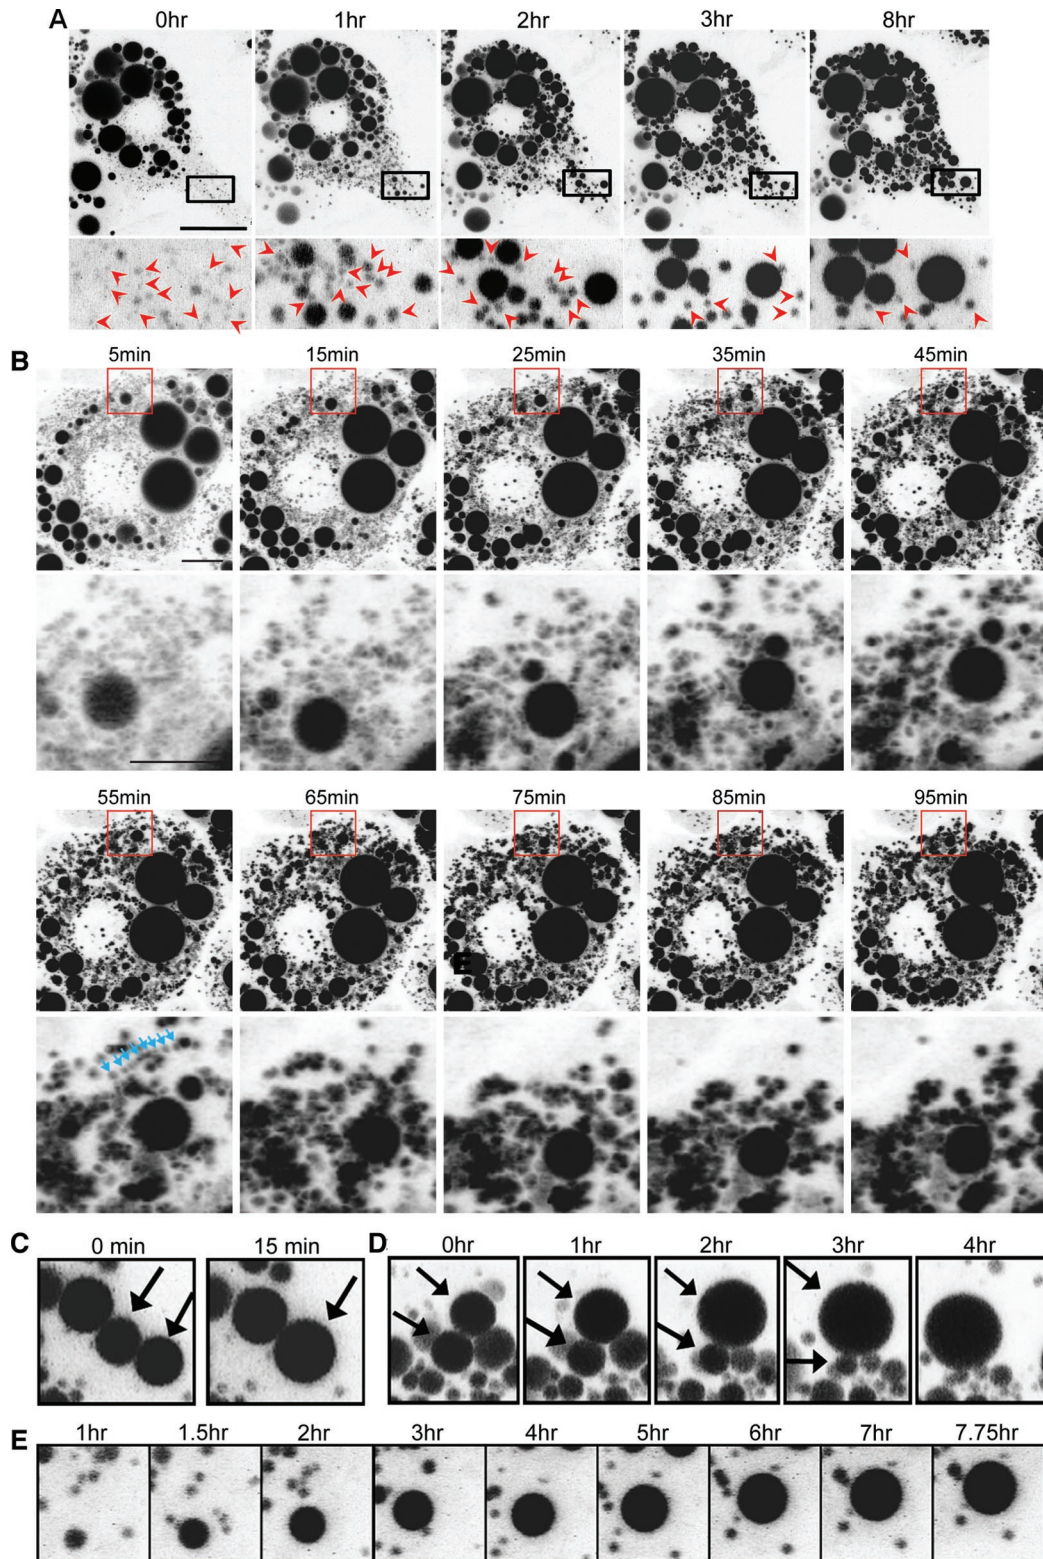 A
0hr 1hr 2hr 3hr 8hr
B
5min 15min 25min 35min 45min
55min 65min 75min 85min 95min
E
C
0 min 15 min
D
0hr 1hr 2hr 3hr 4hr
E
1hr 1.5hr 2hr 3hr 4hr 5hr 6hr 7hr 7.75hr